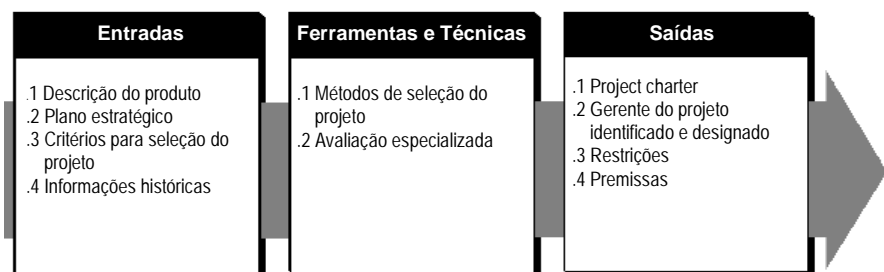 Entradas
.1 Descrição do produto
.2 Plano estratégico
.3 Critérios para seleção do
projeto
.4 Informações históricas
Ferramentas e Técnicas
.1 Métodos de seleção do
projeto
.2 Avaliação especializada
Saídas
.1 Project charter
.2 Gerente do projeto
identificado e designado
.3 Restrições
.4 Premissas